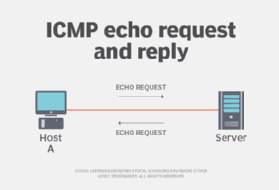 ICMP echo request
and reply
ECHO REQUEST
ECHO REQUEST
Host
A
Server